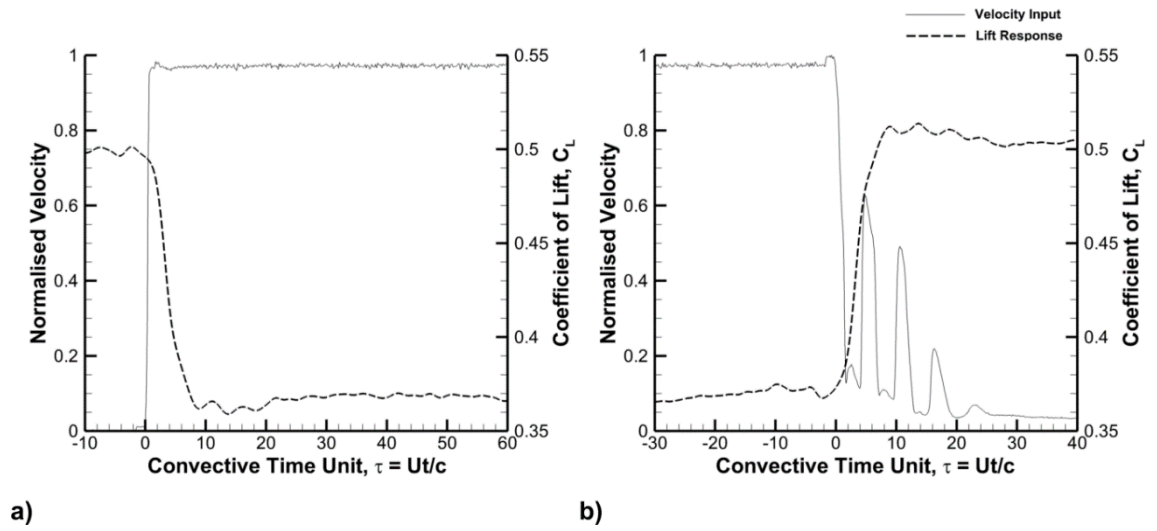 Velocity Input
Lift Response
Normalised Velocity
1
0.8
0.6
0.4
0.2
0
-10 0 10 20 30 40 50 60
Convective Time Unit, τ = Ut/c
0.55
0.5
0.45
0.4
0.35
Coefficient of Lift, C_L
a)
Normalised Velocity
1
0.8
0.6
0.4
0.2
0
-30 -20 -10 0 10 20 30 40
Convective Time Unit, τ = Ut/c
0.55
0.5
0.45
0.4
0.35
Coefficient of Lift, C_L
b)